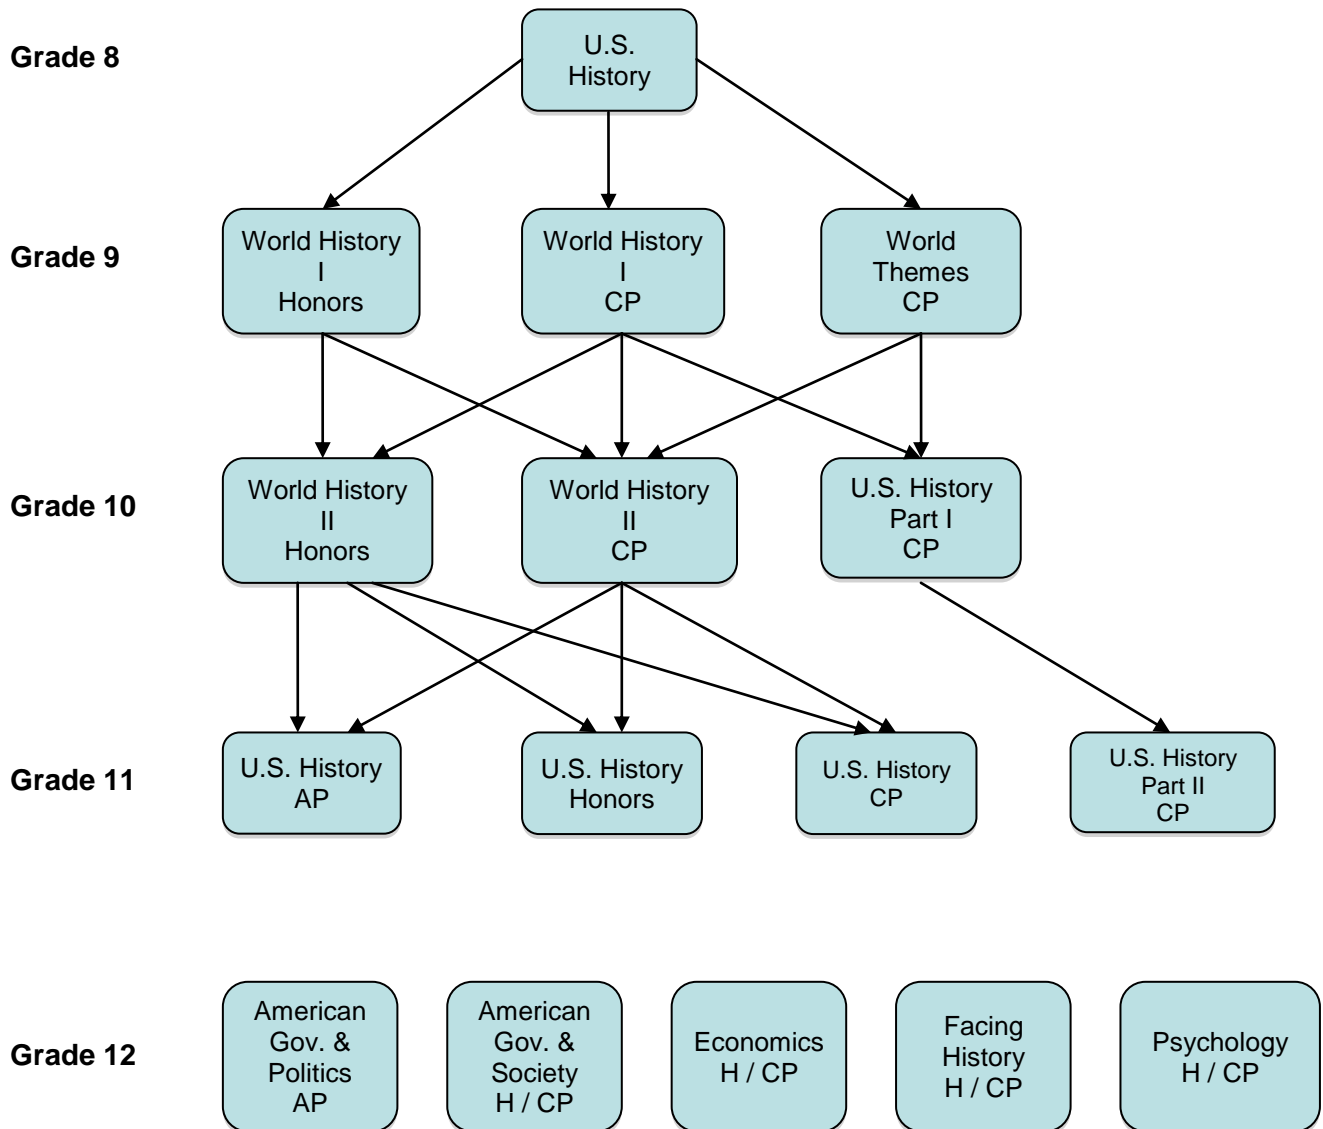 Grade 8
U.S.
History
Grade 9
World History
I
Honors
World History
I
CP
World
Themes
CP
Grade 10
World History
II
Honors
World History
II
CP
U.S. History
Part I
CP
Grade 11
U.S. History
AP
U.S. History
Honors
U.S. History
CP
U.S. History
Part II
CP
Grade 12
American
Gov. &
Politics
AP
American
Gov. &
Society
H / CP
Economics
H / CP
Facing
History
H / CP
Psychology
H / CP